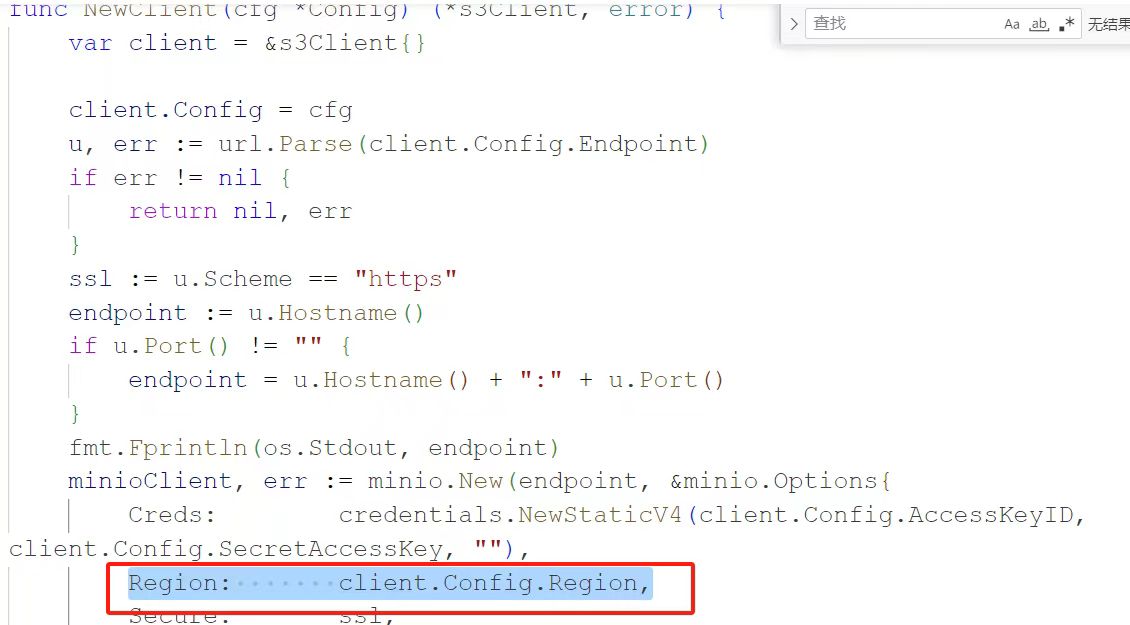 func NewClient(cfg *Config) (*s3Client, error) {
查找
Aa ab .*
无结果
var client = &s3Client{}
client.Config = cfg
u, err := url.Parse(client.Config.Endpoint)
if err != nil {
return nil, err
}
ssl := u.Scheme == "https"
endpoint := u.Hostname()
if u.Port() != "" {
endpoint = u.Hostname() + ":" + u.Port()
}
fmt.Fprintln(os.Stdout, endpoint)
minioClient, err := minio.New(endpoint, &minio.Options{
Creds: credentials.NewStaticV4(client.Config.AccessKeyID,
client.Config.SecretAccessKey, ""),
Region: client.Config.Region,
Secure: ssl,